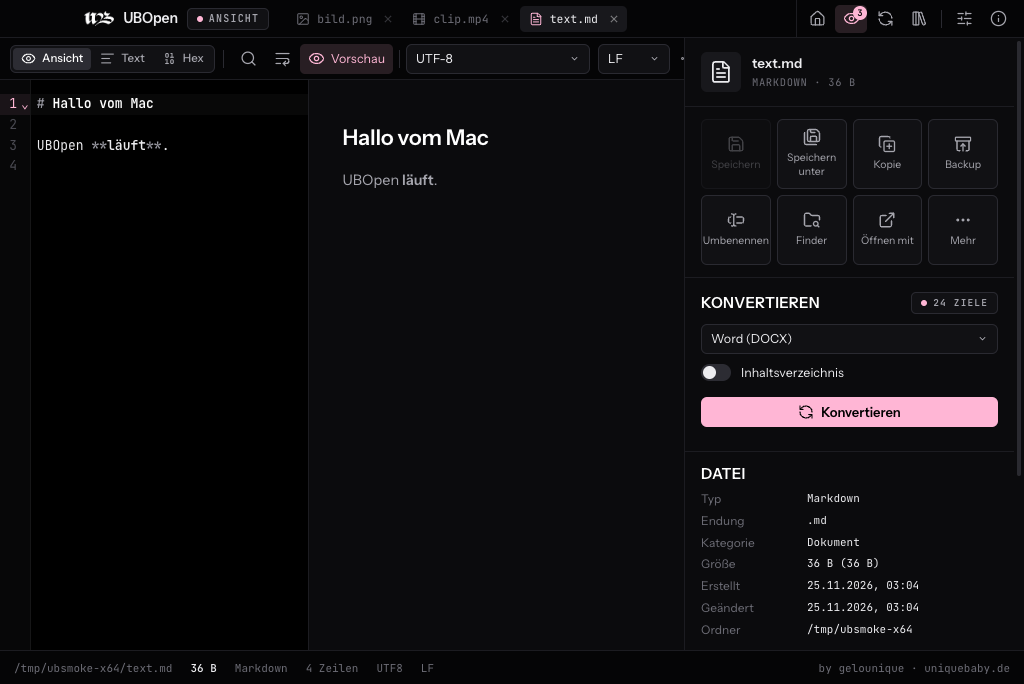 UBOpen
ANSICHT
bild.png
clip.mp4
text.md
3
Ansicht
Text
Hex
Vorschau
UTF-8
LF
1 # Hallo vom Mac
2
3 UBOpen **läuft**.
4
Hallo vom Mac
UBOpen läuft.
text.md
MARKDOWN · 36 B
Speichern
Speichern unter
Kopie
Backup
Umbenennen
Finder
Öffnen mit
Mehr
KONVERTIEREN
24 ZIELE
Word (DOCX)
Inhaltsverzeichnis
Konvertieren
DATEI
Typ Markdown
Endung .md
Kategorie Dokument
Größe 36 B (36 B)
Erstellt 25.11.2026, 03:04
Geändert 25.11.2026, 03:04
Ordner /tmp/ubsmoke-x64
/tmp/ubsmoke-x64/text.md 36 B Markdown 4 Zeilen UTF8 LF
by gelounique · uniquebaby.de